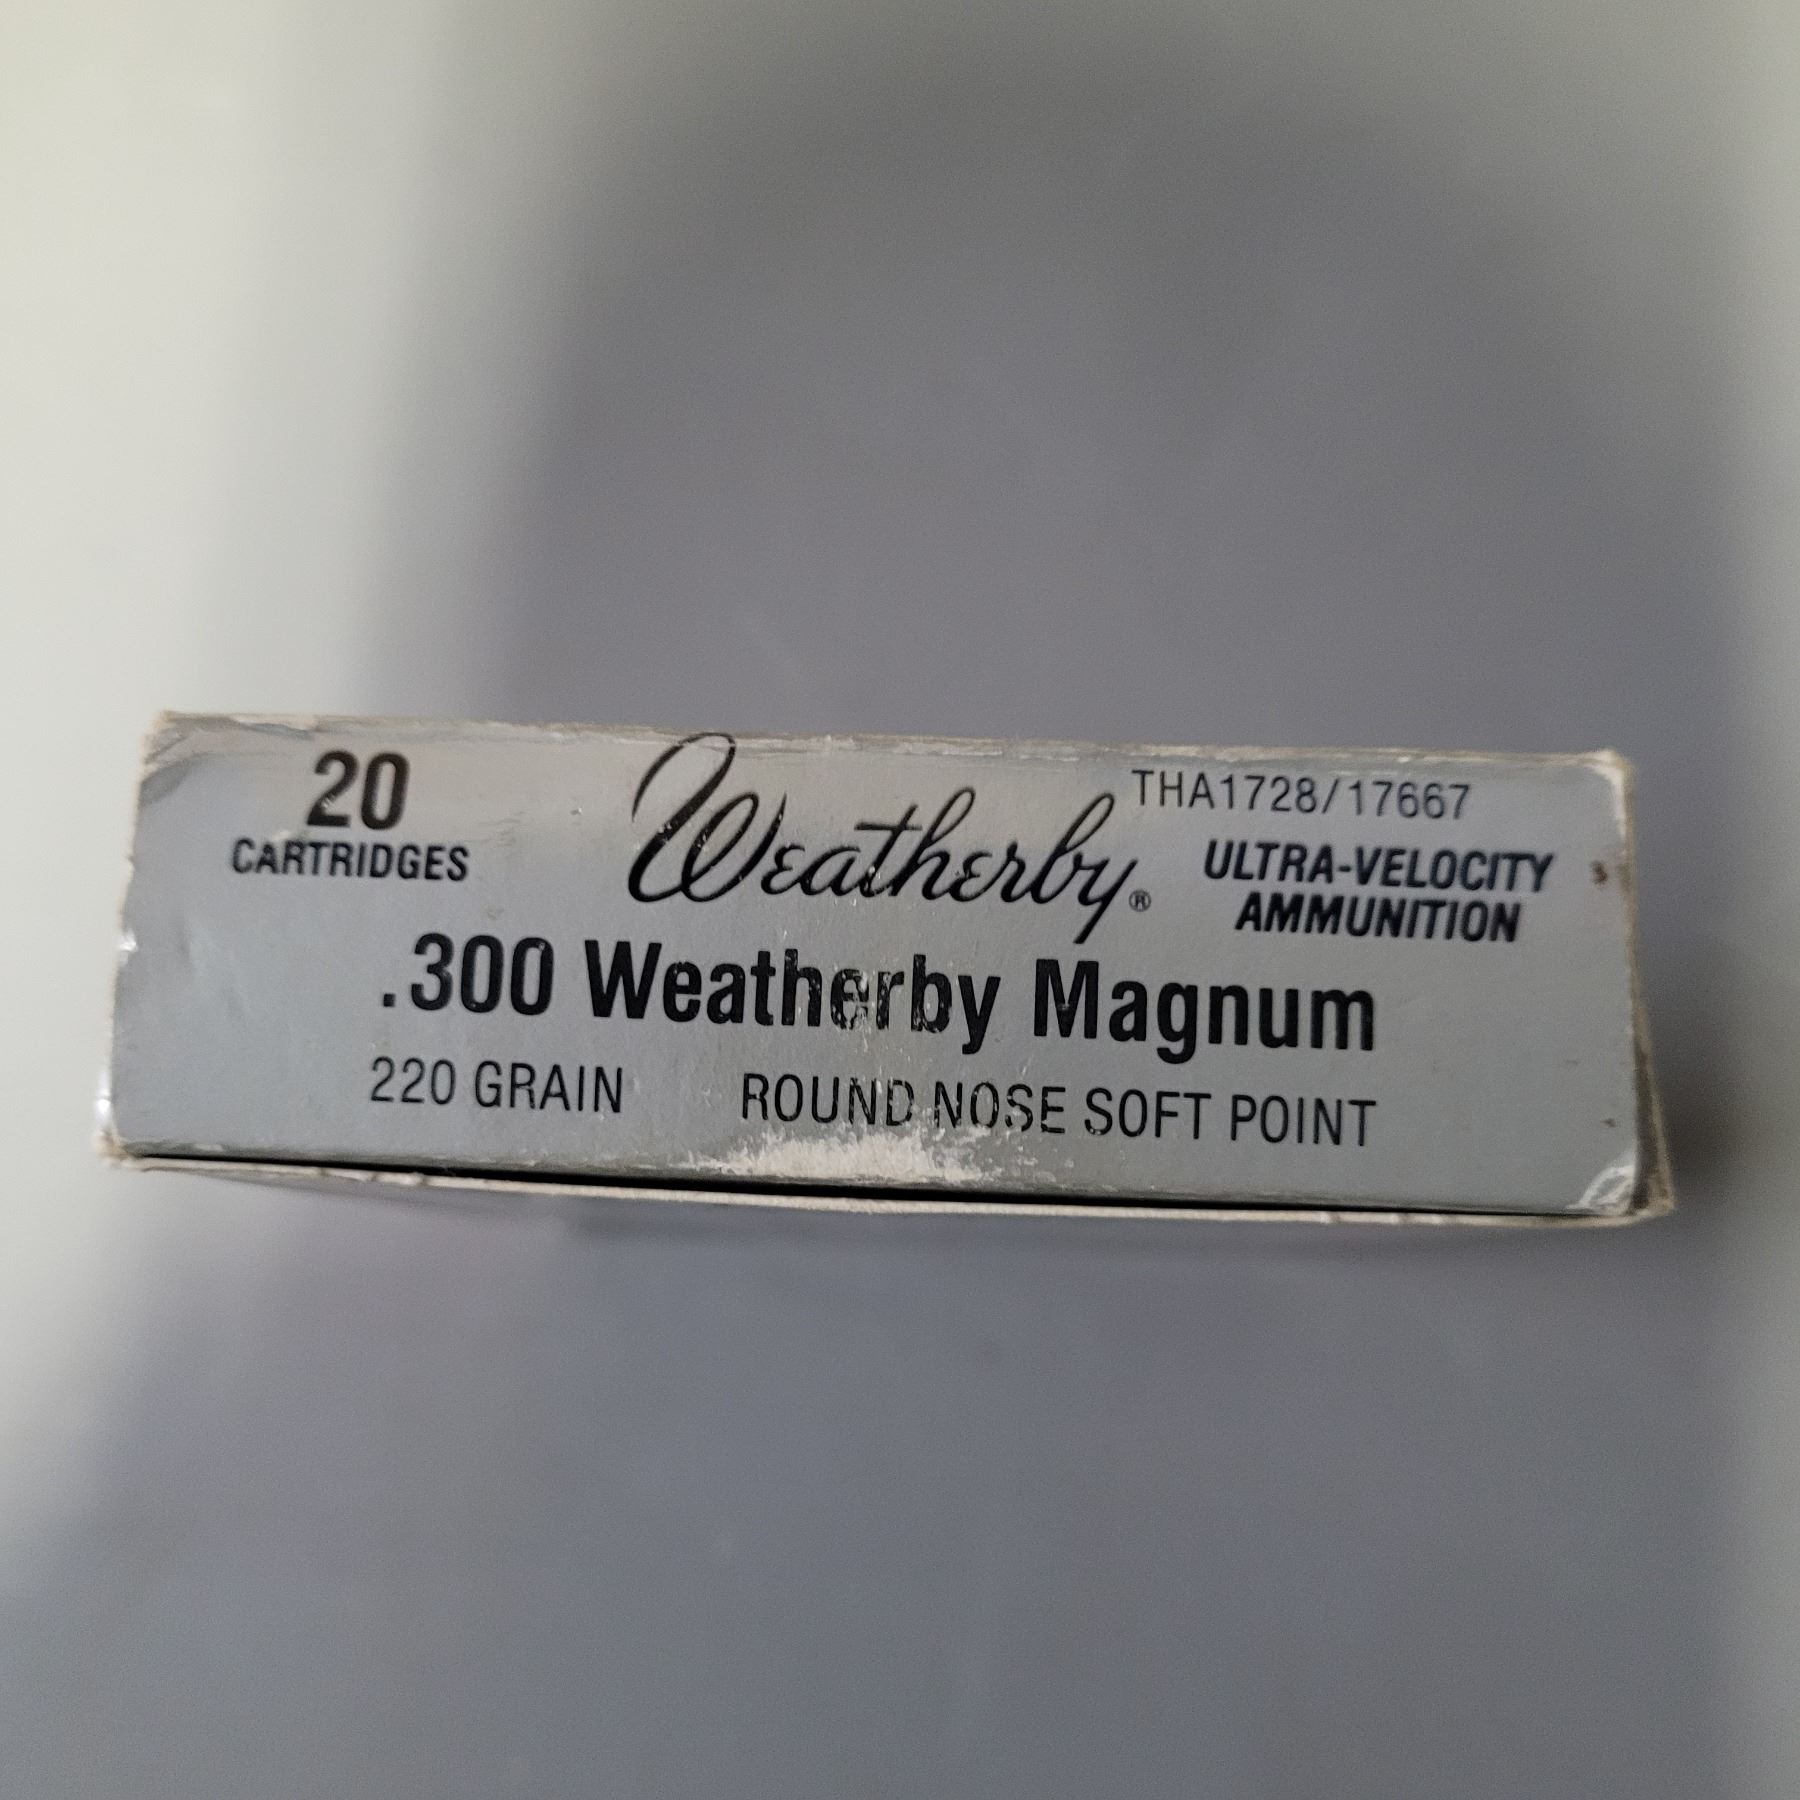 20
CARTRIDGES
Weatherby®
THA1728/17667
ULTRA-VELOCITY
AMMUNITION
.300 Weatherby Magnum
220 GRAIN ROUND NOSE SOFT POINT